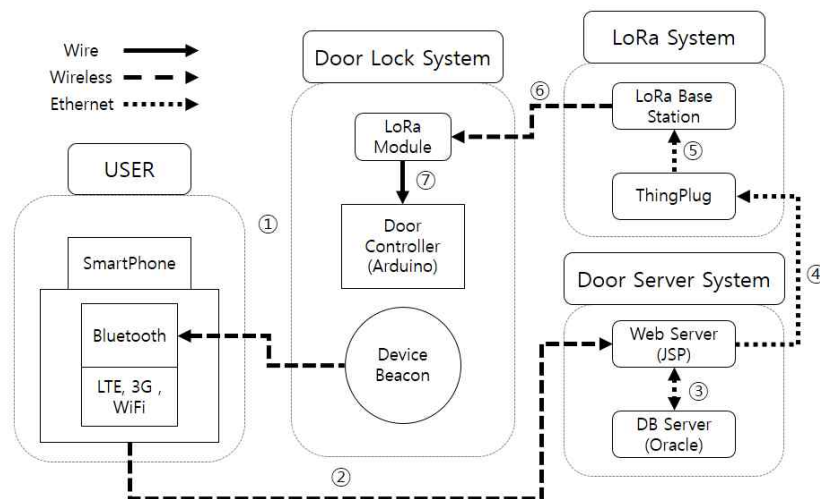 Wire
Wireless
Ethernet
USER
①
SmartPhone
Bluetooth
LTE, 3G ,
WiFi
②
Door Lock System
LoRa
Module
⑦
Door
Controller
(Arduino)
Device
Beacon
⑥
LoRa System
LoRa Base
Station
⑤
ThingPlug
④
Door Server System
Web Server
(JSP)
③
DB Server
(Oracle)